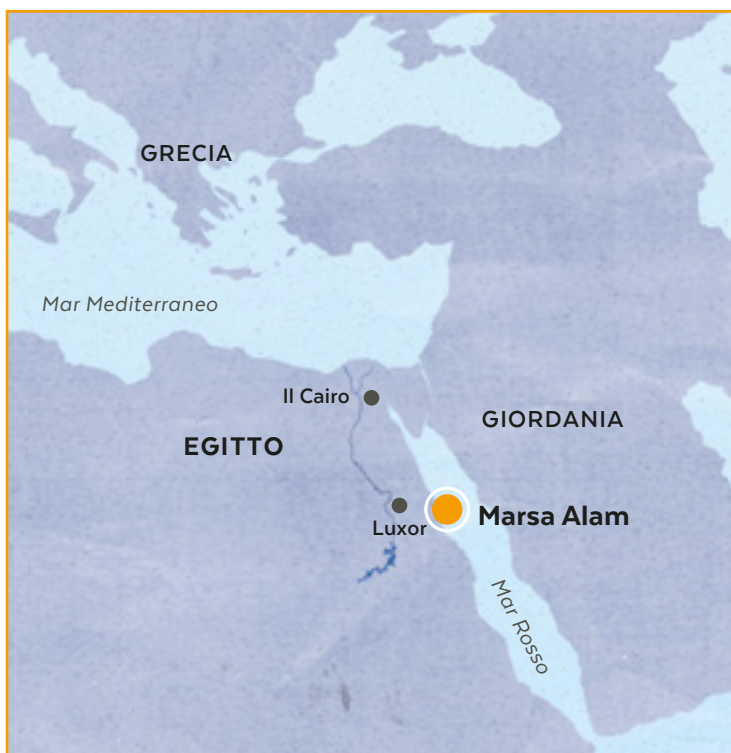 GRECIA
Mar Mediterraneo
Il Cairo
GIORDANIA
EGITTO
Marsa Alam
Luxor
Mar Rosso